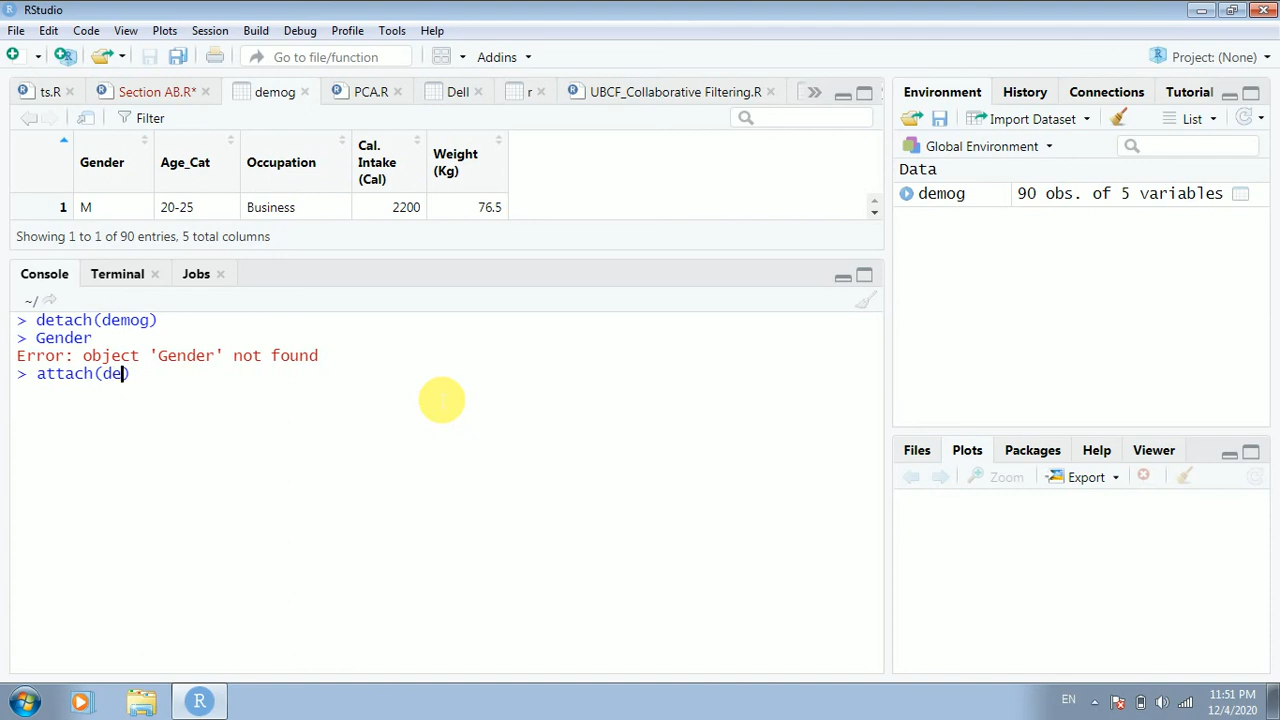 RStudio
File Edit Code View Plots Session Build Debug Profile Tools Help
Go to file/function Addins Project: (None)
ts.R Section AB.R* demog PCA.R Dell r UBCF_Collaborative Filtering.R
Filter
Gender Age_Cat Occupation Cal. Intake (Cal) Weight (Kg)
1 M 20-25 Business 2200 76.5
Showing 1 to 1 of 90 entries, 5 total columns
Console Terminal Jobs
~/
> detach(demog)
> Gender
Error: object 'Gender' not found
> attach(de)
Environment History Connections Tutorial
Import Dataset List
Global Environment
Data
demog 90 obs. of 5 variables
Files Plots Packages Help Viewer
Zoom Export
EN 11:51 PM
12/4/2020